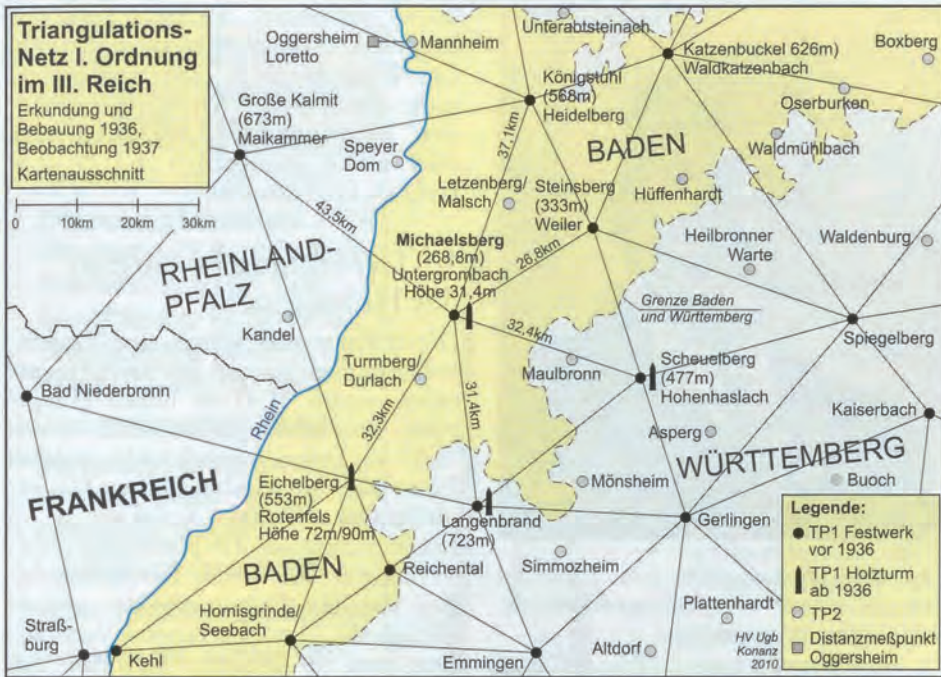 Triangulations-
Netz I. Ordnung
im III. Reich
Erkundung und
Bebauung 1936,
Beobachtung 1937
Kartenausschnitt
0 10km 20km 30km
Oggersheim
Loretto
Mannheim
Unterabtsteinach
Katzenbuckel 626m)
Waldkatzenbach
Boxberg
Große Kalmit
(673m)
Maikammer
Königstuhl
(568m)
Heidelberg
Oserburken
BADEN
Waldmühlbach
Speyer
Dom
37,1km
Letzenberg/
Malsch
Steinsberg
(333m)
Weiler
Hüffenhardt
43,5km
Michaelsberg
(268,8m)
Untergrombach
Höhe 31,4m
26,8km
Heilbronner
Warte
Waldenburg
RHEINLAND-
PFALZ
Grenze Baden
und Württemberg
Kandel
32,4km
Spiegelberg
Turmberg/
Durlach
Maulbronn
Scheuelberg
(477m)
Hohenhaslach
Bad Niederbronn
Rhein
32,3km
31,4km
Kaiserbach
Asperg
WÜRTTEMBERG
FRANKREICH
Eichelberg
(553m)
Rotenfels
Höhe 72m/90m
Mönsheim
Buoch
Langenbrand
(723m)
Gerlingen
BADEN
Reichental
Simmozheim
Hornisgrinde/
Seebach
Plattenhardt
Straß-
burg
Kehl
Emmingen
Altdorf
HV Ugb
Konanz
2010
Legende:
TP1 Festwerk
vor 1936
TP1 Holzturm
ab 1936
TP2
Distanzmeßpunkt
Oggersheim